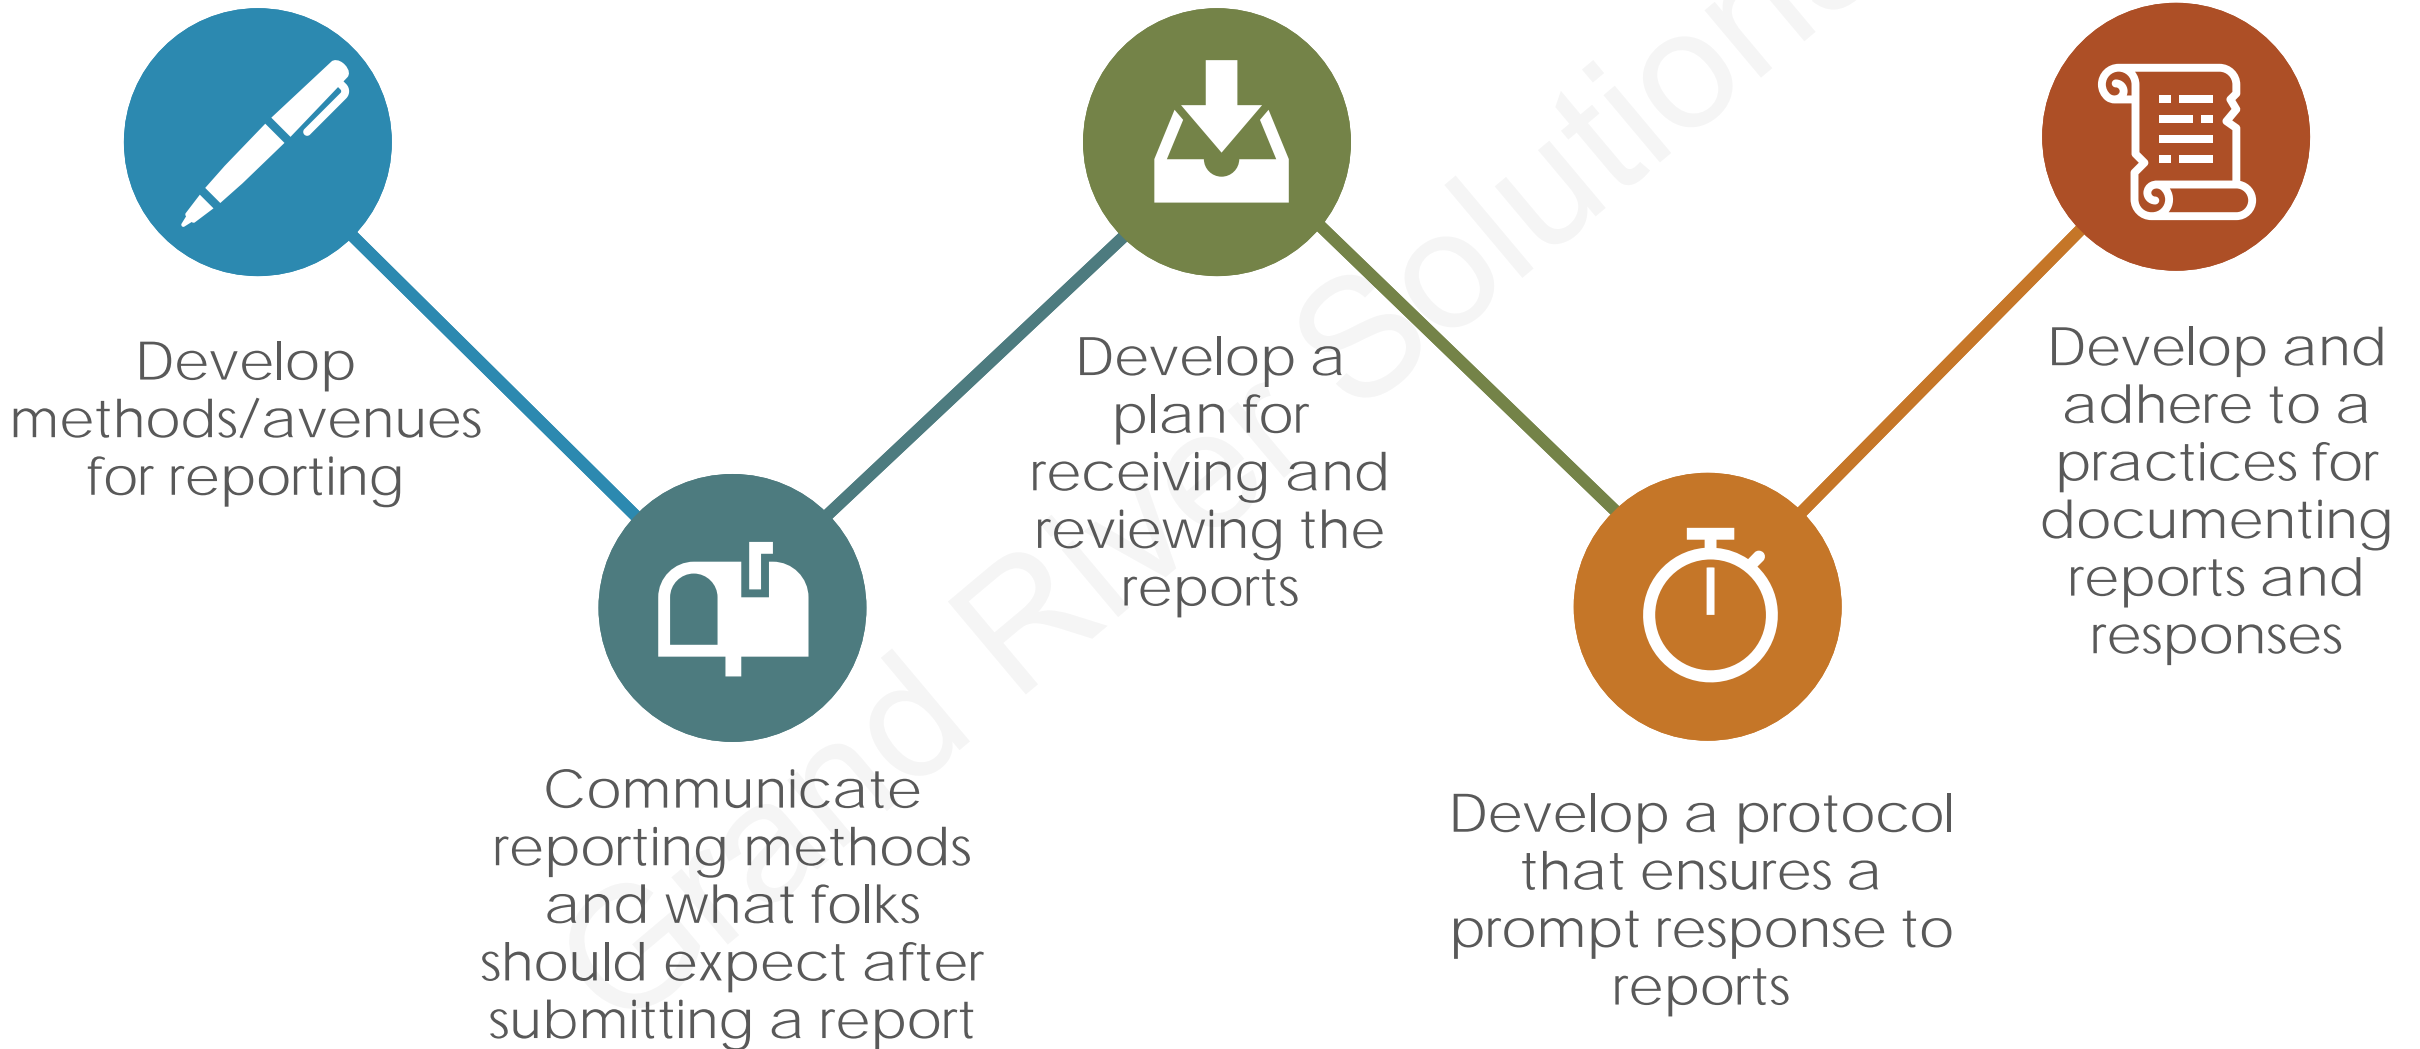 Develop
methods/avenues
for reporting
Communicate
reporting methods
and what folks
should expect after
submitting a report
Develop a
plan for
receiving and
reviewing the
reports
Develop a protocol
that ensures a
prompt response to
reports
Develop and
adhere to a
practices for
documenting
reports and
responses
Grand River Solutions